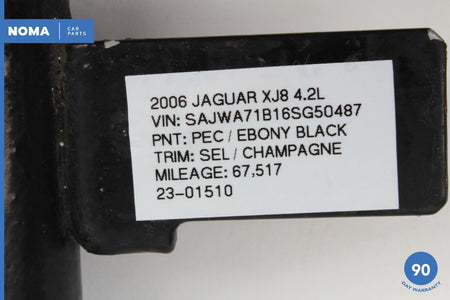 NOMA CAR
PARTS
2006 JAGUAR XJ8 4.2L
VIN: SAJWA71B16SG50487
PNT: PEC / EBONY BLACK
TRIM: SEL / CHAMPAGNE
MILEAGE: 67,517
23-01510
90
DAY WARRANTY